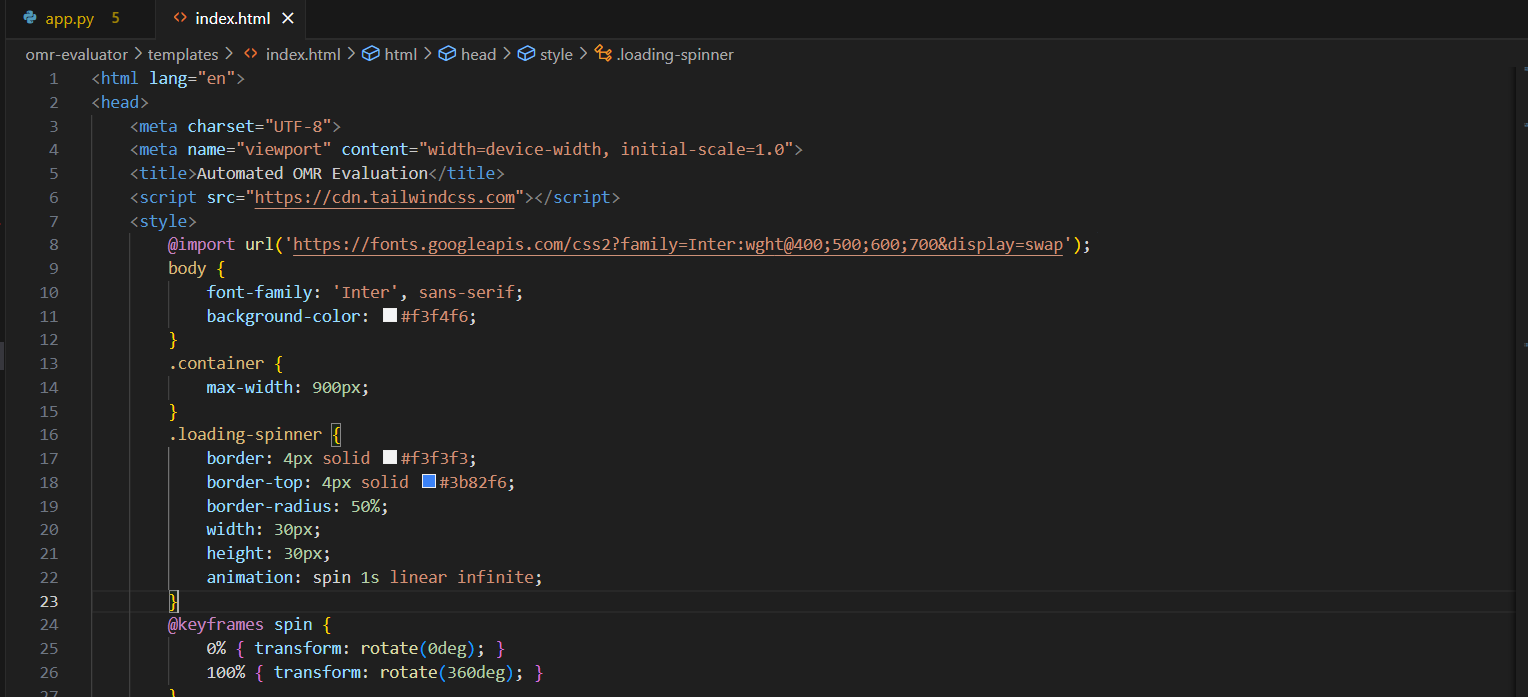 app.py 5 index.html
omr-evaluator > templates > index.html > html > head > style > .loading-spinner
1 <html lang="en">
2 <head>
3 <meta charset="UTF-8">
4 <meta name="viewport" content="width=device-width, initial-scale=1.0">
5 <title>Automated OMR Evaluation</title>
6 <script src="https://cdn.tailwindcss.com"></script>
7 <style>
8 @import url('https://fonts.googleapis.com/css2?family=Inter:wght@400;500;600;700&display=swap');
9 body {
10 font-family: 'Inter', sans-serif;
11 background-color: #f3f4f6;
12 }
13 .container {
14 max-width: 900px;
15 }
16 .loading-spinner {
17 border: 4px solid #f3f3f3;
18 border-top: 4px solid #3b82f6;
19 border-radius: 50%;
20 width: 30px;
21 height: 30px;
22 animation: spin 1s linear infinite;
23 }
24 @keyframes spin {
25 0% { transform: rotate(0deg); }
26 100% { transform: rotate(360deg); }
27 }